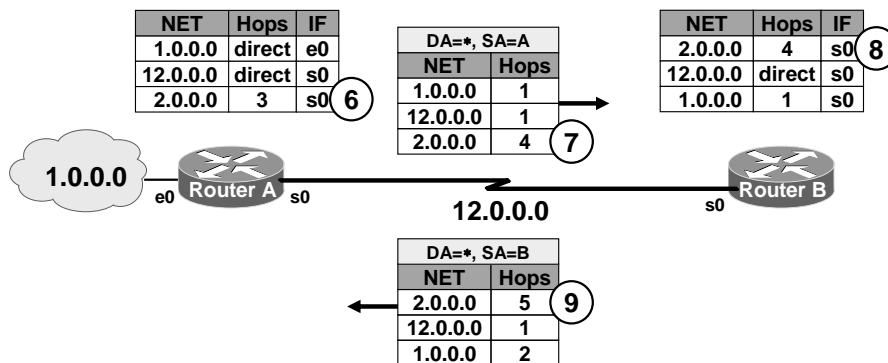 NET Hops IF
1.0.0.0 direct e0
12.0.0.0 direct s0
2.0.0.0 3 s0
6
DA=*, SA=A
NET Hops
1.0.0.0 1
12.0.0.0 1
2.0.0.0 4
7
NET Hops IF
2.0.0.0 4 s0
12.0.0.0 direct s0
1.0.0.0 1 s0
8
1.0.0.0
e0
Router A
s0
12.0.0.0
s0
Router B
DA=*, SA=B
NET Hops
2.0.0.0 5
12.0.0.0 1
1.0.0.0 2
9